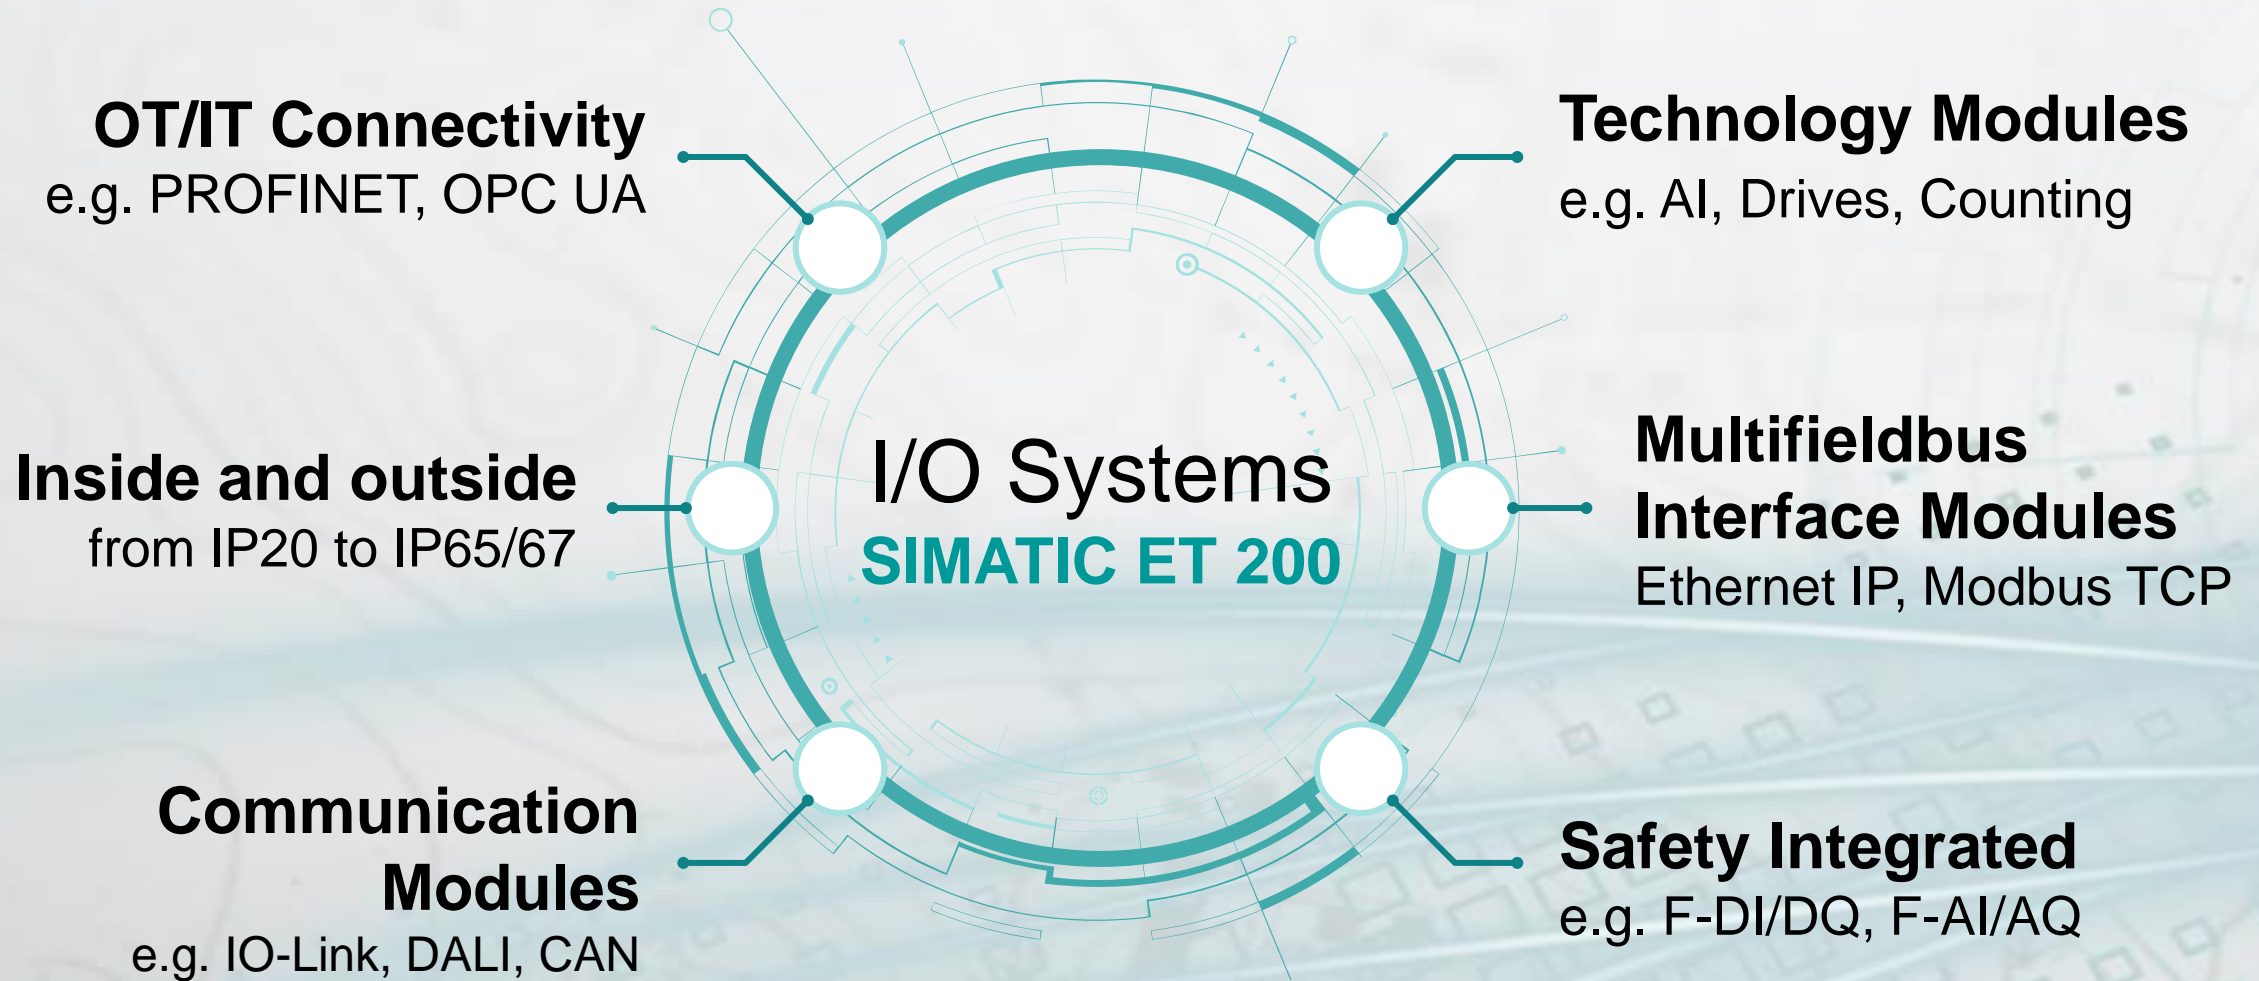 OT/IT Connectivity
e.g. PROFINET, OPC UA
Inside and outside
from IP20 to IP65/67
Communication
Modules
e.g. IO-Link, DALI, CAN
I/O Systems
SIMATIC ET 200
Technology Modules
e.g. AI, Drives, Counting
Multifieldbus
Interface Modules
Ethernet IP, Modbus TCP
Safety Integrated
e.g. F-DI/DQ, F-AI/AQ